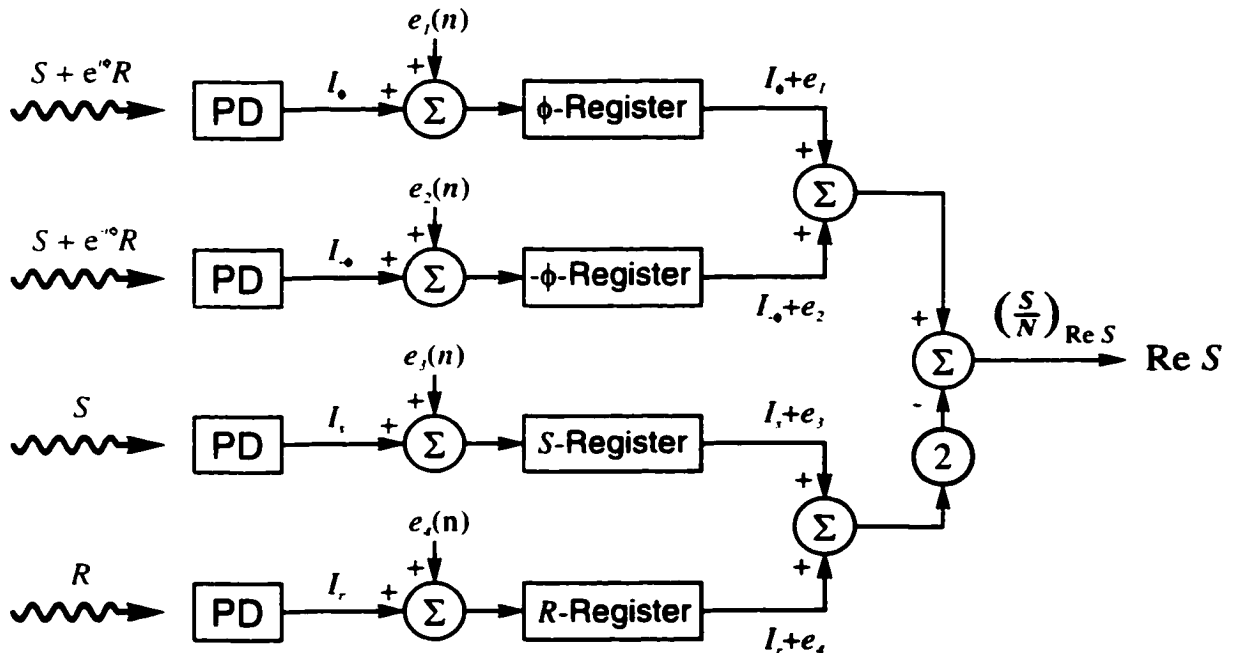 e₁(n)
S + e^{iφ}R
PD
I_φ
+
+
Σ
φ-Register
I_φ+e₁
+
Σ
e₂(n)
S + e^{-iφ}R
PD
I_{-φ}
+
+
Σ
-φ-Register
+
I_{-φ}+e₂
+
(S/N)_{Re S}
Σ
Re S
-
e₃(n)
S
PD
I_s
+
+
Σ
S-Register
I_s+e₃
2
+
Σ
e₄(n)
R
PD
I_r
+
+
Σ
R-Register
+
I_r+e₄